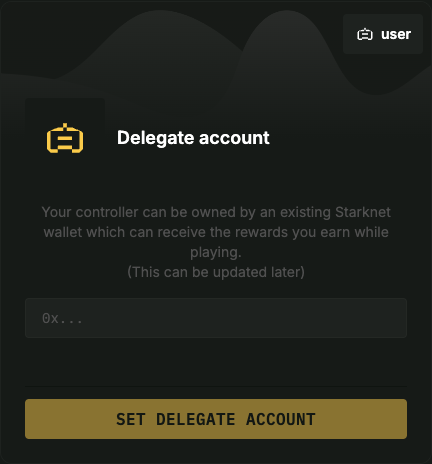 user
Delegate account
Your controller can be owned by an existing Starknet
wallet which can receive the rewards you earn while
playing.
(This can be updated later)
0x...
SET DELEGATE ACCOUNT